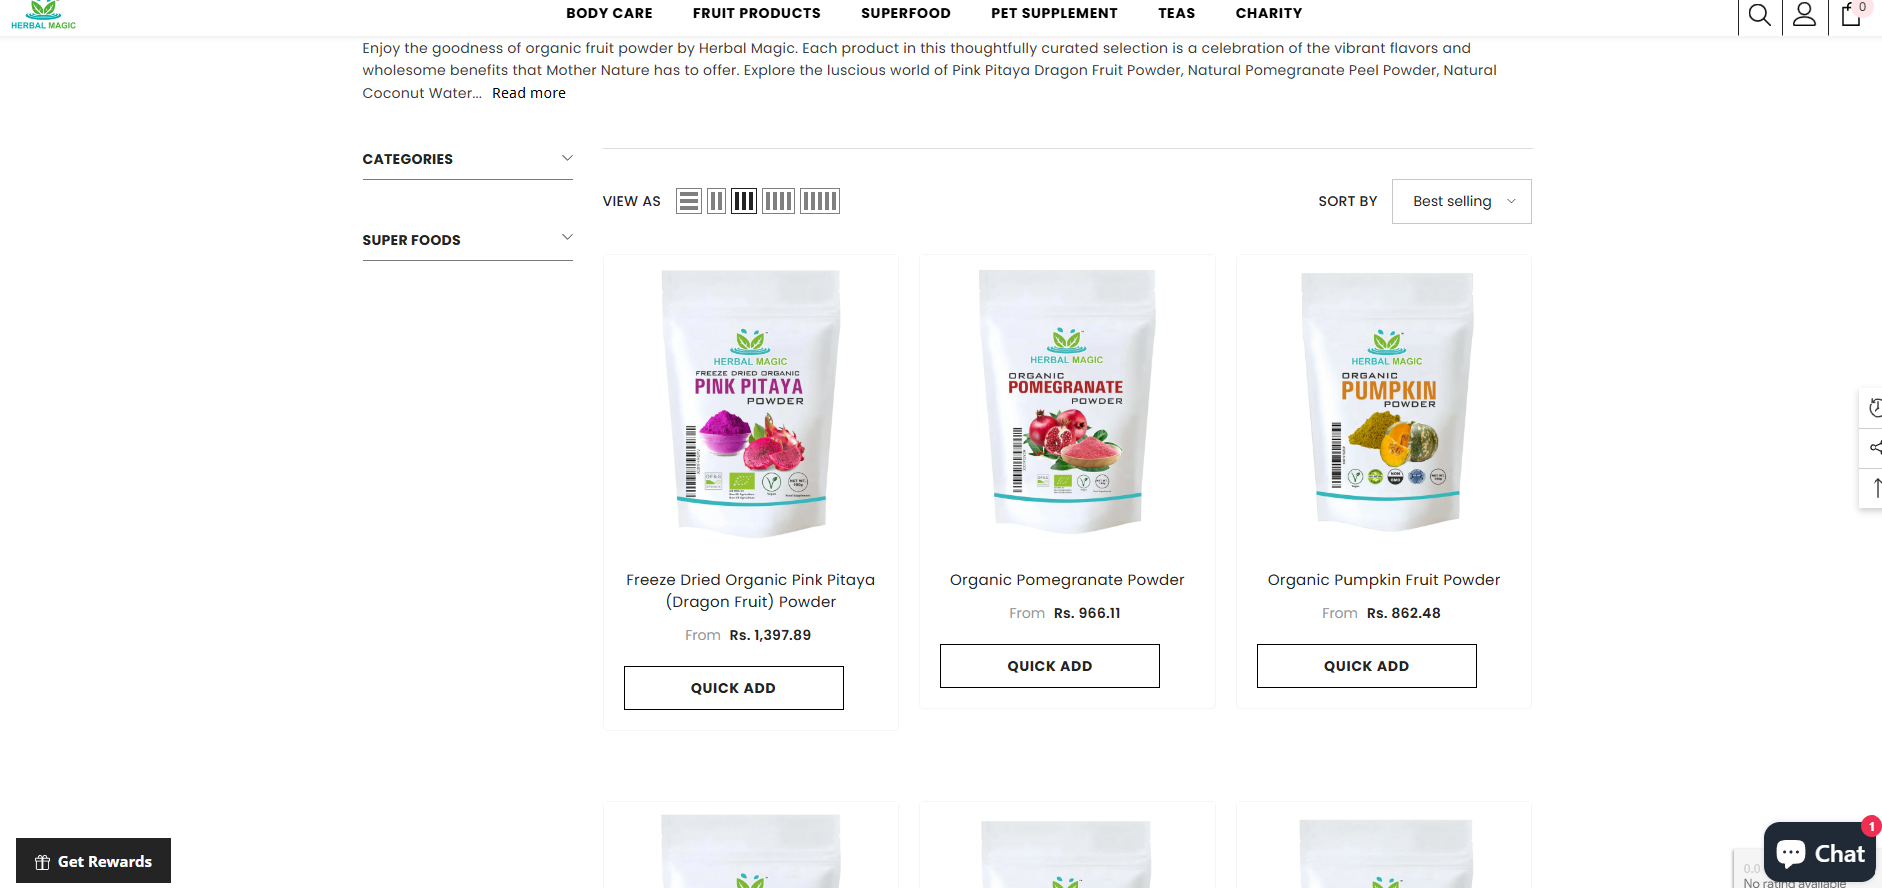 HERBAL MAGIC
BODY CARE FRUIT PRODUCTS SUPERFOOD PET SUPPLEMENT TEAS CHARITY
0
Enjoy the goodness of organic fruit powder by Herbal Magic. Each product in this thoughtfully curated selection is a celebration of the vibrant flavors and
wholesome benefits that Mother Nature has to offer. Explore the luscious world of Pink Pitaya Dragon Fruit Powder, Natural Pomegranate Peel Powder, Natural
Coconut Water... Read more
CATEGORIES
SUPER FOODS
VIEW AS
SORT BY Best selling
HERBAL MAGIC
FREEZE DRIED ORGANIC
PINK PITAYA
POWDER
HERBAL MAGIC
ORGANIC
POMEGRANATE
POWDER
HERBAL MAGIC
ORGANIC
PUMPKIN
POWDER
Freeze Dried Organic Pink Pitaya
(Dragon Fruit) Powder
From Rs. 1,397.89
QUICK ADD
Organic Pomegranate Powder
From Rs. 966.11
QUICK ADD
Organic Pumpkin Fruit Powder
From Rs. 862.48
QUICK ADD
Get Rewards
1
Chat
0.0
No rating available